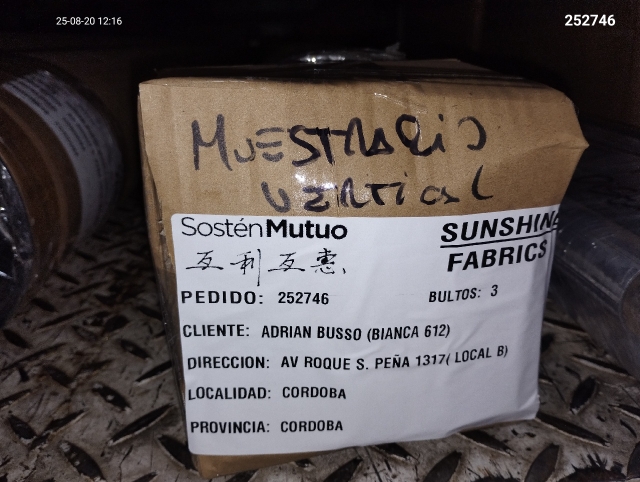 25-08-20 12:16
252746
MUESTRARIO
VERTICAL
SosténMutuo
SUNSHINE
FABRICS
互利互惠
PEDIDO: 252746
BULTOS: 3
CLIENTE: ADRIAN BUSSO (BIANCA 612)
DIRECCION: AV ROQUE S. PEÑA 1317( LOCAL B)
LOCALIDAD: CORDOBA
PROVINCIA: CORDOBA